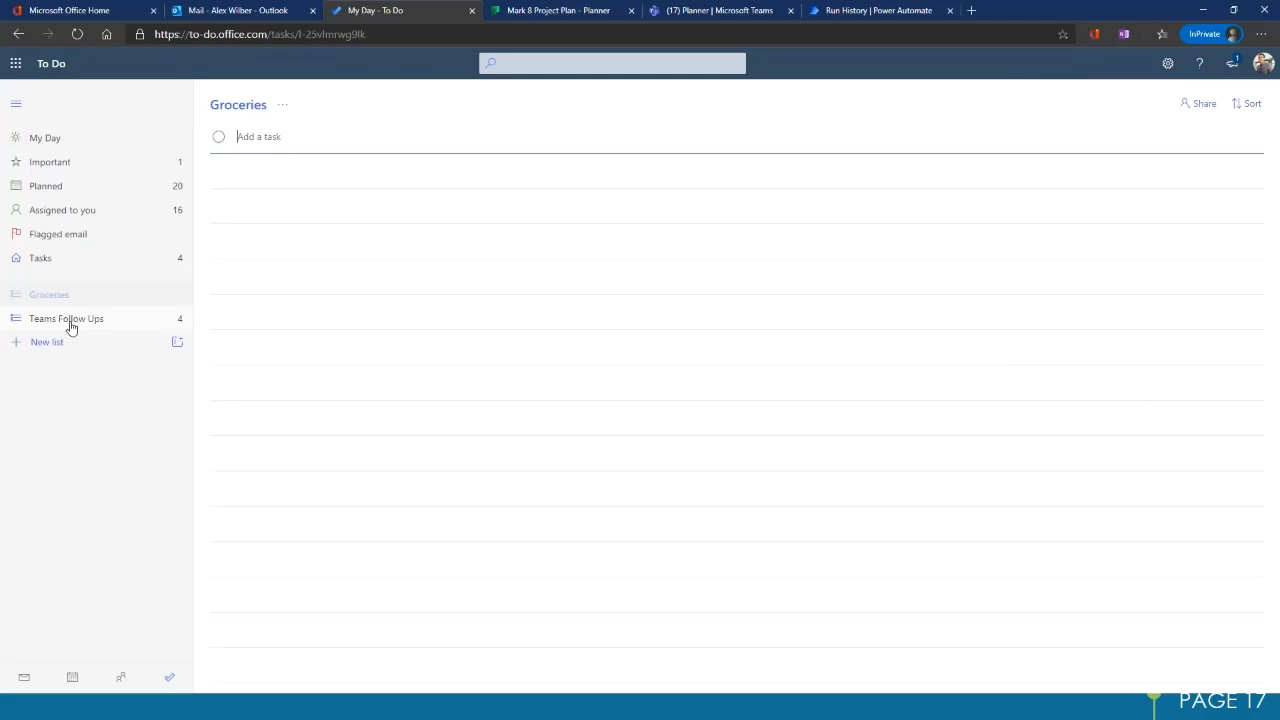 Microsoft Office Home
Mail - Alex Wilber - Outlook
My Day - To Do
Mark 8 Project Plan - Planner
(17) Planner | Microsoft Teams
Run History | Power Automate
https://to-do.office.com/tasks/l-25vlmrwg9lk
InPrivate
To Do
1
Groceries
Share
Sort
Add a task
My Day
Important 1
Planned 20
Assigned to you 16
Flagged email
Tasks 4
Groceries
Teams Follow Ups 4
New list
PAGE 17